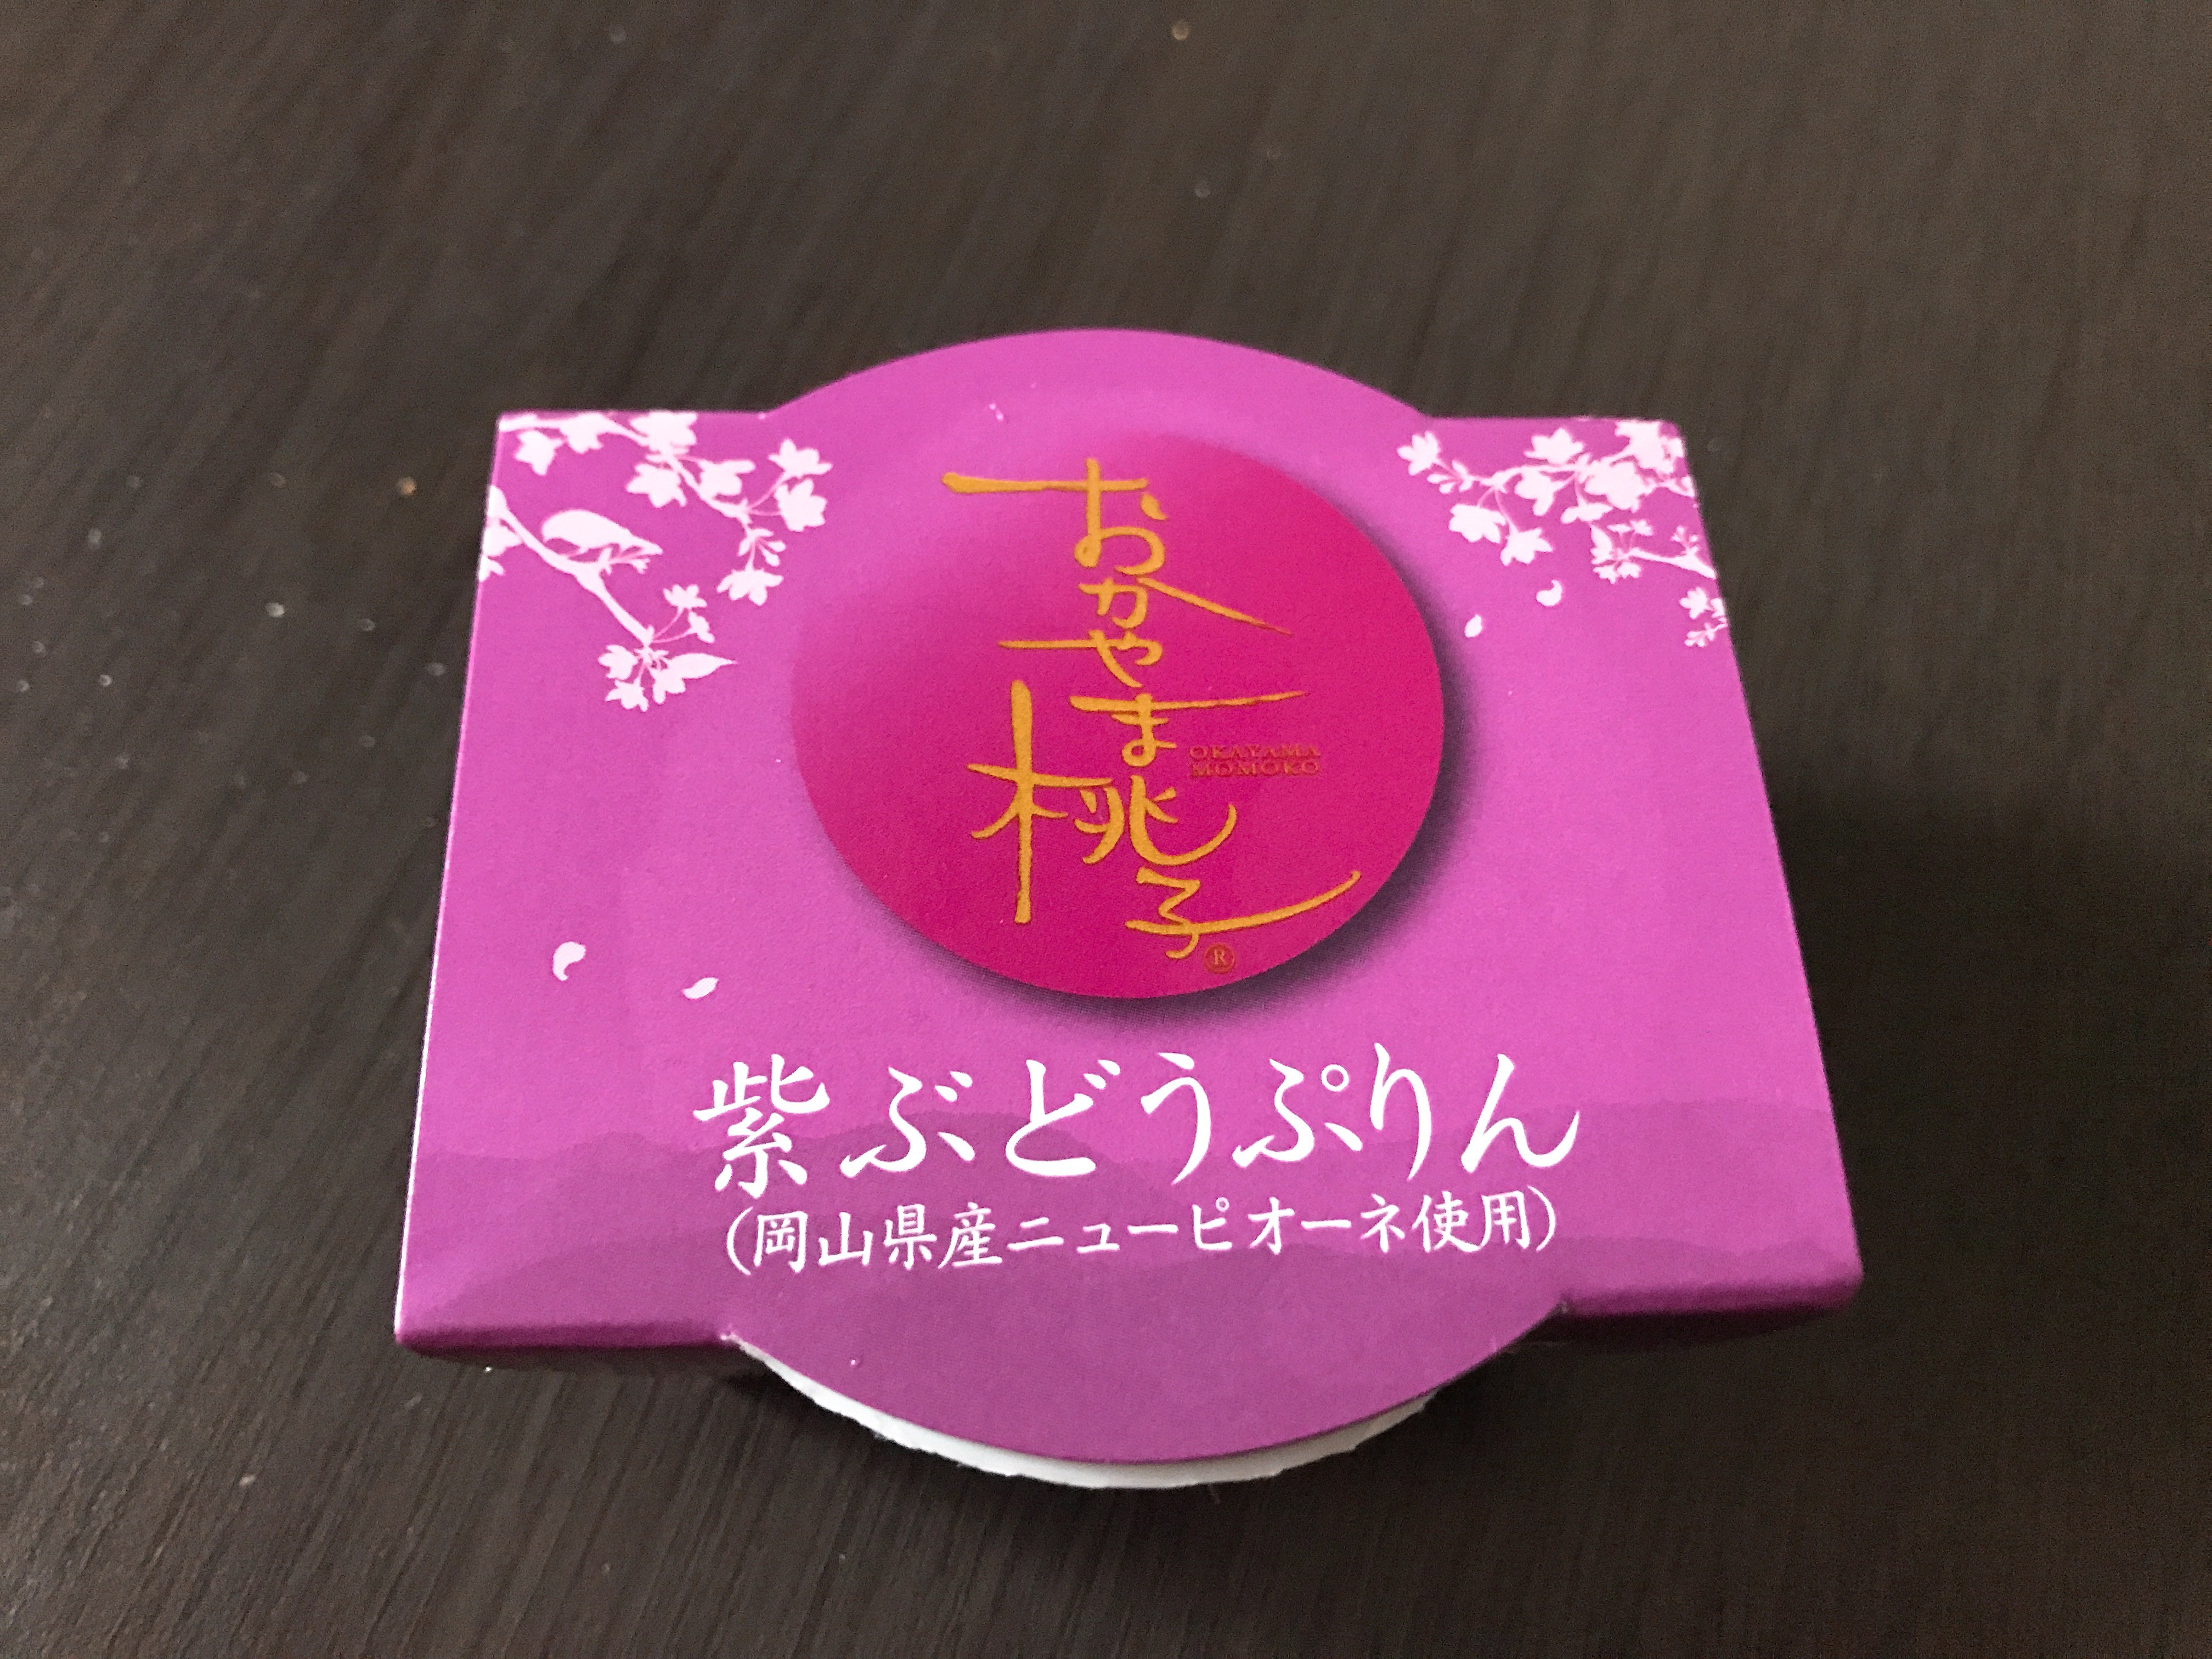 おかやま
桃子
OKAYAMA
MOMOKO
®
紫ぶどうぷりん
(岡山県産ニューピオーネ使用)